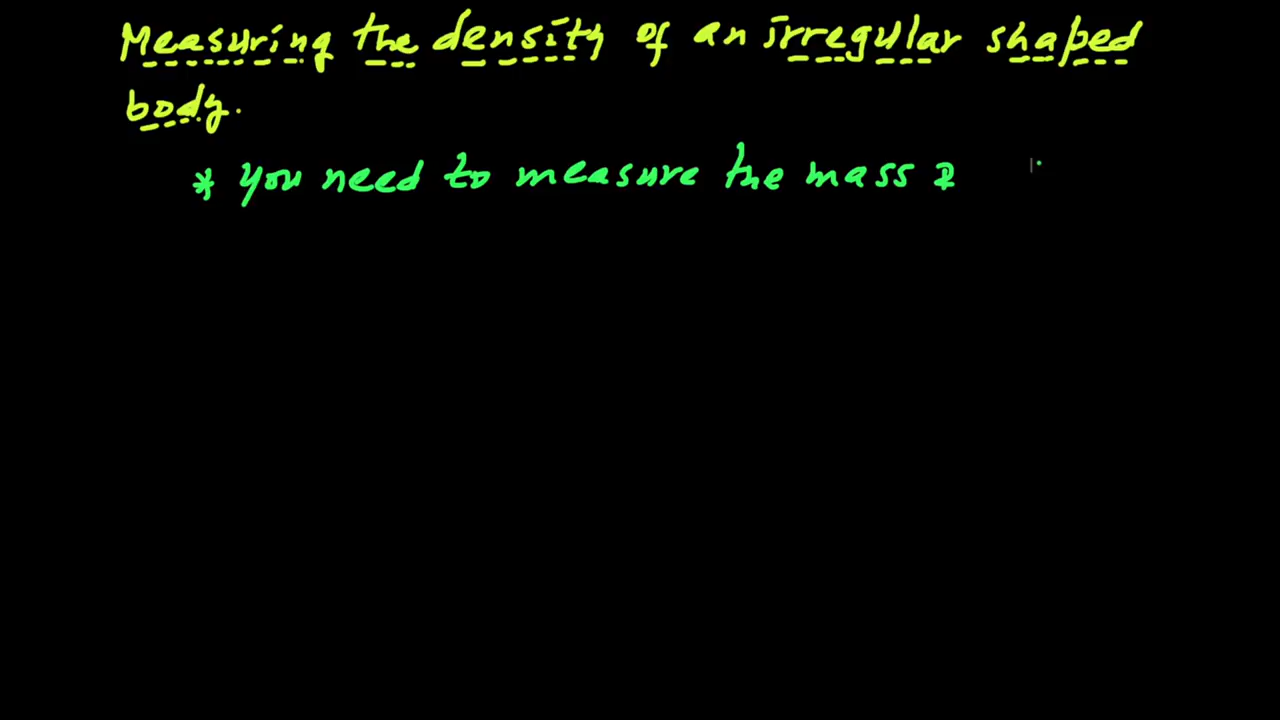 Measuring the density of an irregular shaped
body.
* you need to measure the mass &